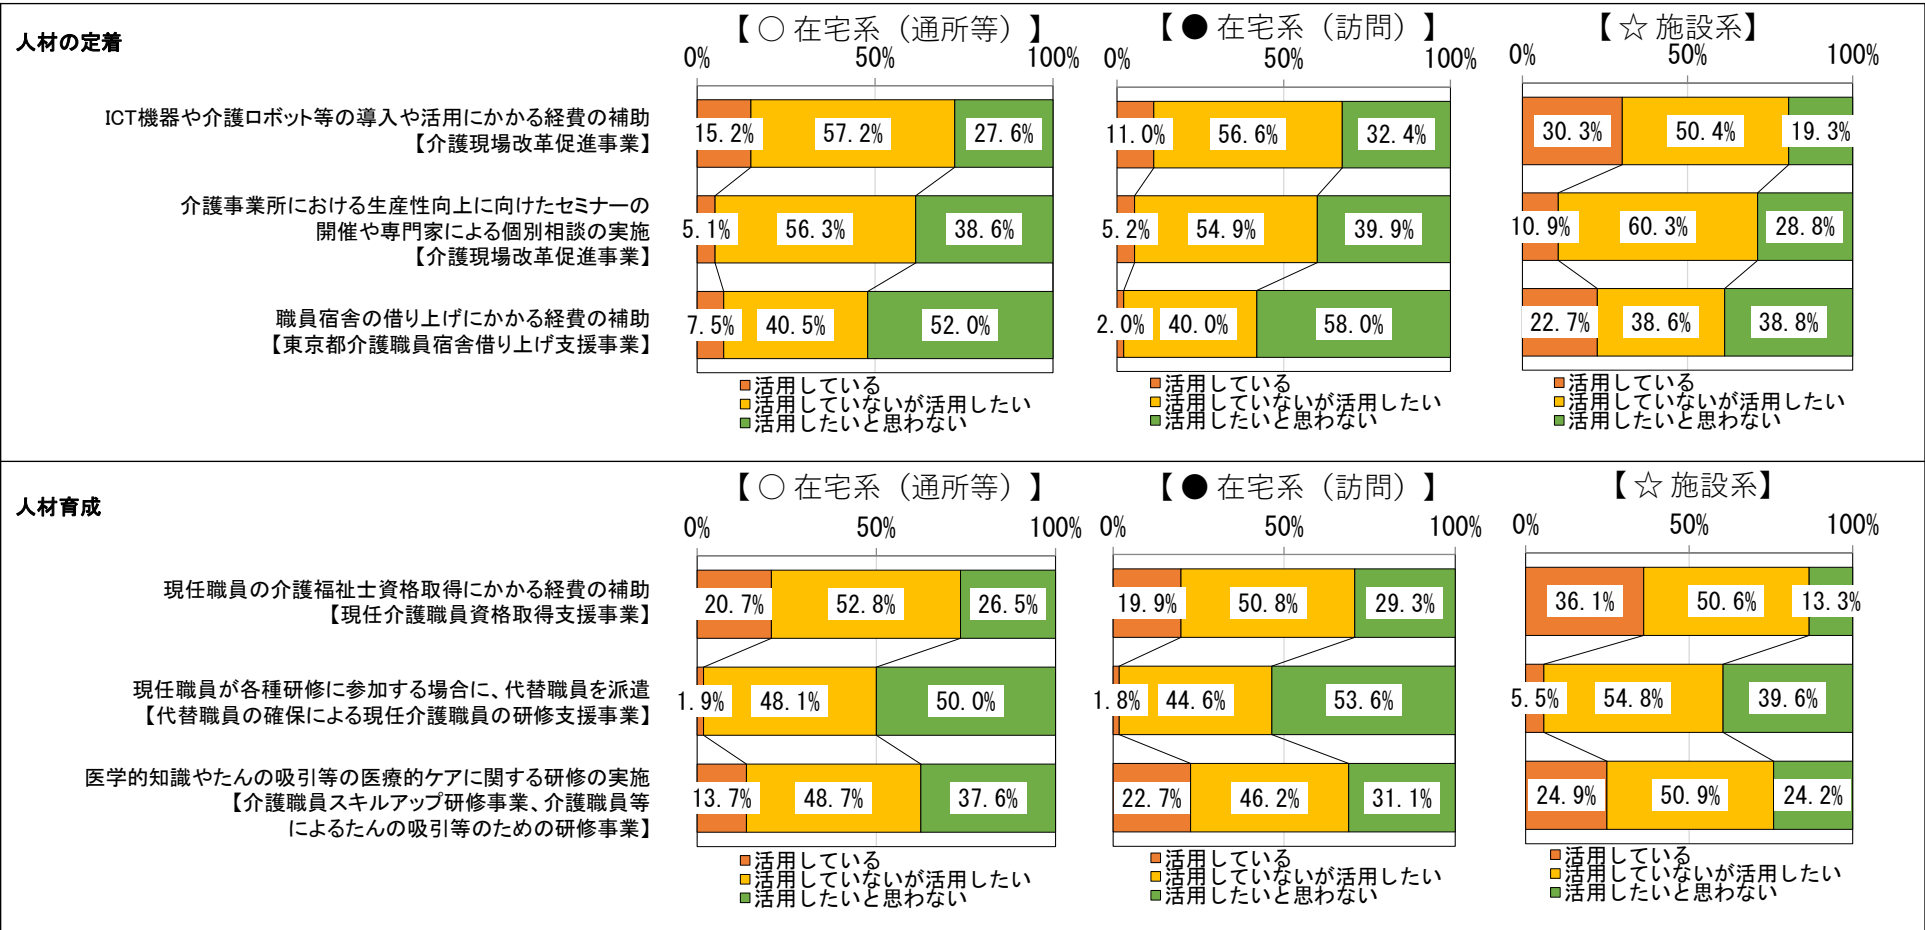 人材の定着
【 ○ 在宅系（通所等）】
【 ● 在宅系（訪問）】
【 ☆ 施設系】
0% 50% 100%
0% 50% 100%
0% 50% 100%
ICT機器や介護ロボット等の導入や活用にかかる経費の補助
【介護現場改革促進事業】
15.2% 57.2% 27.6%
11.0% 56.6% 32.4%
30.3% 50.4% 19.3%
介護事業所における生産性向上に向けたセミナーの
開催や専門家による個別相談の実施
【介護現場改革促進事業】
5.1% 56.3% 38.6%
5.2% 54.9% 39.9%
10.9% 60.3% 28.8%
職員宿舎の借り上げにかかる経費の補助
【東京都介護職員宿舎借り上げ支援事業】
7.5% 40.5% 52.0%
2.0% 40.0% 58.0%
22.7% 38.6% 38.8%
活用している
活用していないが活用したい
活用したいと思わない
活用している
活用していないが活用したい
活用したいと思わない
活用している
活用していないが活用したい
活用したいと思わない
人材育成
【 ○ 在宅系（通所等）】
【 ● 在宅系（訪問）】
【 ☆ 施設系】
0% 50% 100%
0% 50% 100%
0% 50% 100%
現任職員の介護福祉士資格取得にかかる経費の補助
【現任介護職員資格取得支援事業】
20.7% 52.8% 26.5%
19.9% 50.8% 29.3%
36.1% 50.6% 13.3%
現任職員が各種研修に参加する場合に、代替職員を派遣
【代替職員の確保による現任介護職員の研修支援事業】
1.9% 48.1% 50.0%
1.8% 44.6% 53.6%
5.5% 54.8% 39.6%
医学的知識やたんの吸引等の医療的ケアに関する研修の実施
【介護職員スキルアップ研修事業、介護職員等
によるたんの吸引等のための研修事業】
13.7% 48.7% 37.6%
22.7% 46.2% 31.1%
24.9% 50.9% 24.2%
活用している
活用していないが活用したい
活用したいと思わない
活用している
活用していないが活用したい
活用したいと思わない
活用している
活用していないが活用したい
活用したいと思わない